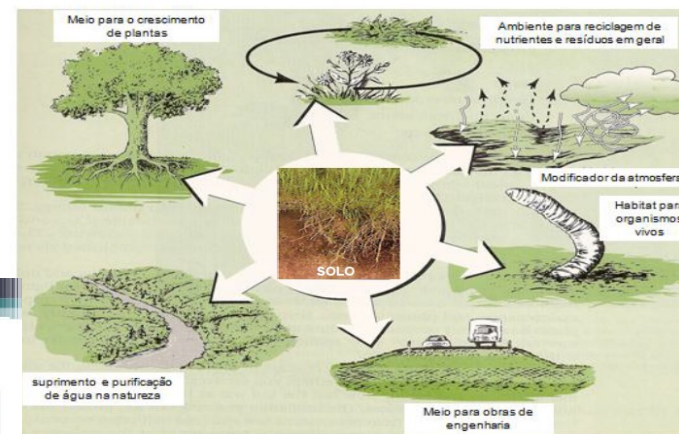 Meio para o crescimento
de plantas
Ambiente para reciclagem de
nutrientes e resíduos em geral
Modificador da atmosfera
Habitat para
organismos
vivos
SOLO
suprimento e purificação
de água na natureza
Meio para obras de
engenharia